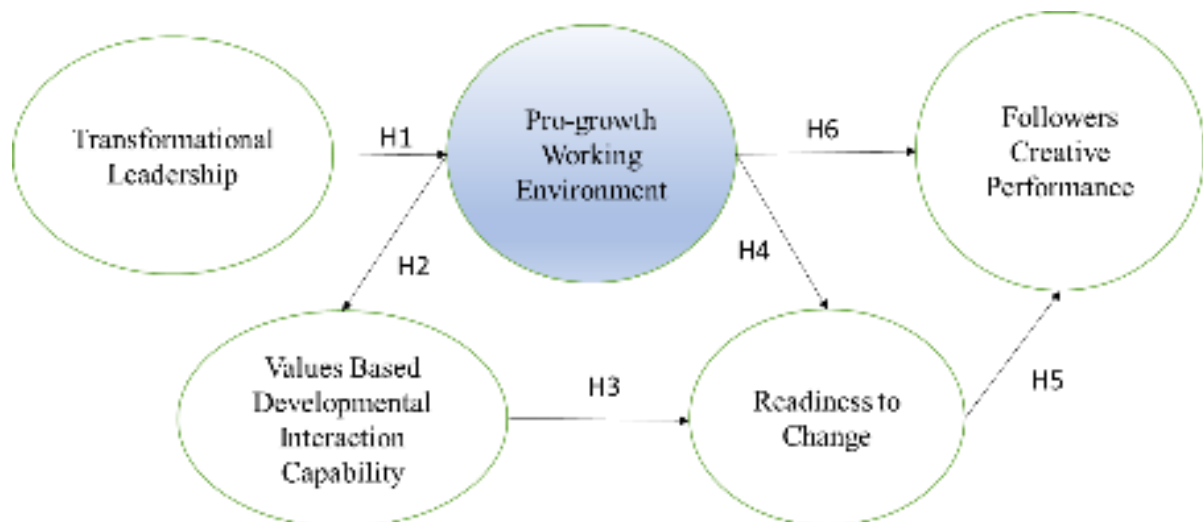 Transformational
Leadership
H1
Pro-growth
Working
Environment
H6
Followers
Creative
Performance
H2
H4
Values Based
Developmental
Interaction
Capability
H3
Readiness to
Change
H5